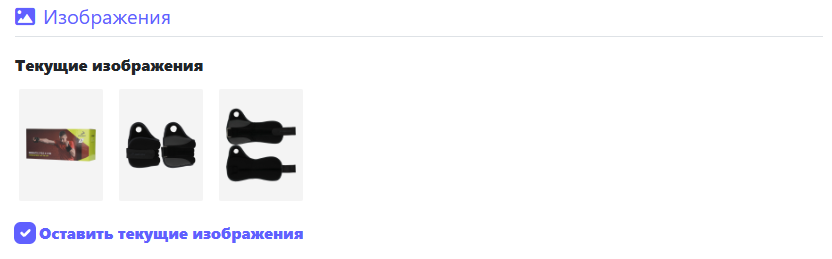 Изображения
Текущие изображения
Оставить текущие изображения